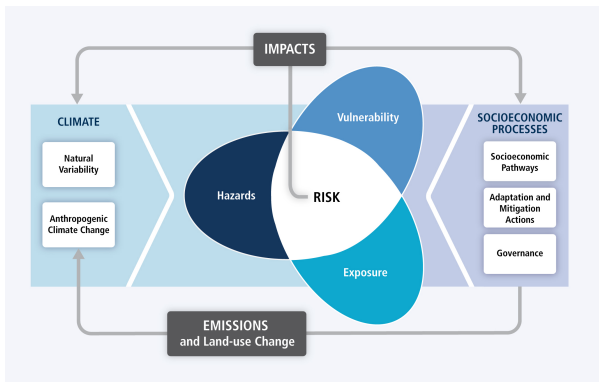 IMPACTS
CLIMATE
Natural
Variability
Anthropogenic
Climate Change
Vulnerability
Hazards
RISK
Exposure
SOCIOECONOMIC
PROCESSES
Socioeconomic
Pathways
Adaptation and
Mitigation
Actions
Governance
EMISSIONS
and Land-use Change